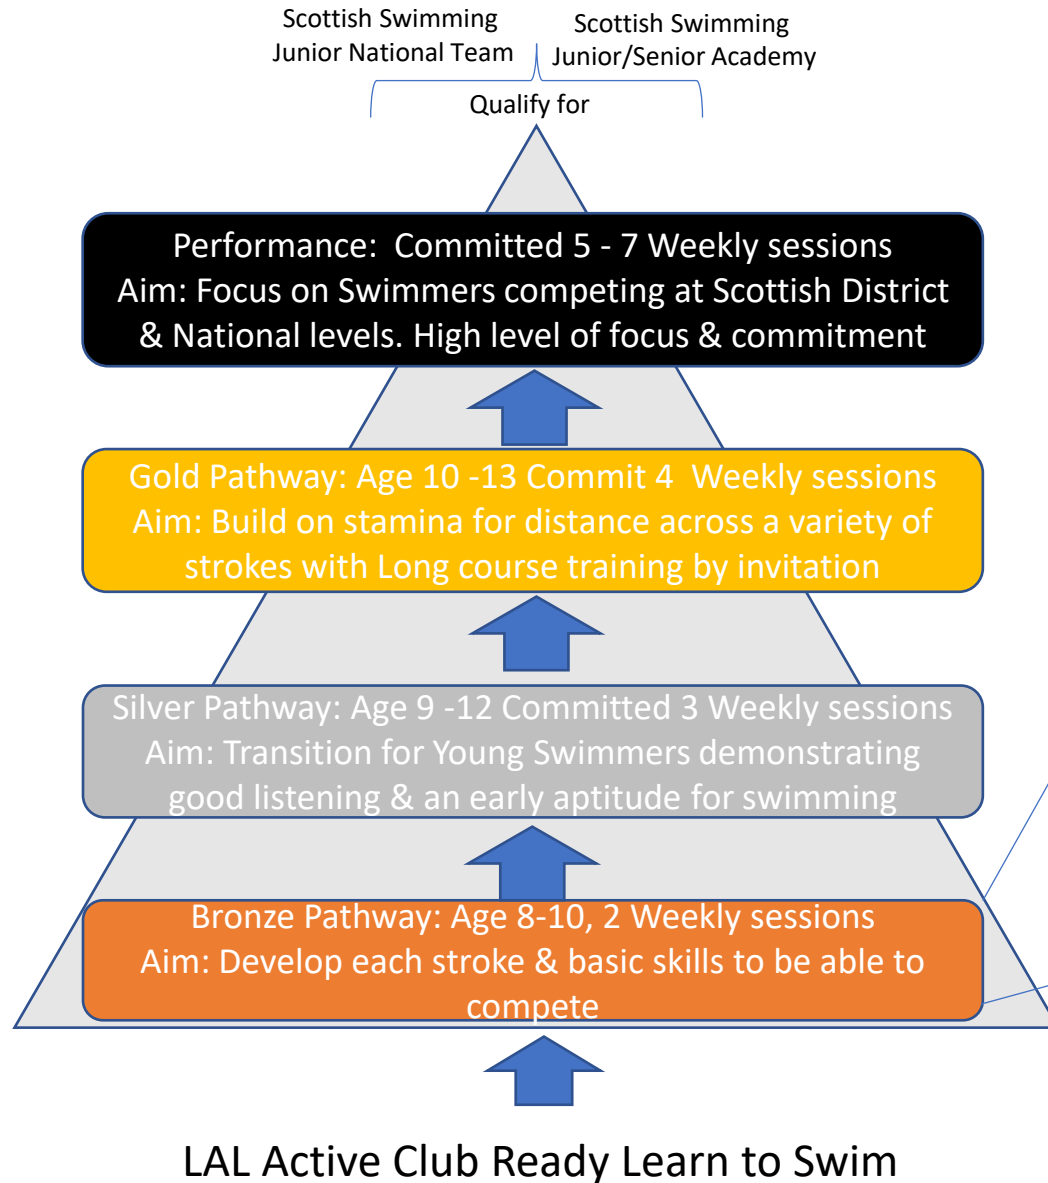 Scottish Swimming
Junior National Team
Scottish Swimming
Junior/Senior Academy
Qualify for
Performance:  Committed 5 - 7 Weekly sessions
Aim: Focus on Swimmers competing at Scottish District
& National levels. High level of focus & commitment
Gold Pathway: Age 10 -13 Commit 4  Weekly sessions
Aim: Build on stamina for distance across a variety of
strokes with Long course training by invitation
Silver Pathway: Age 9 -12 Committed 3 Weekly sessions
Aim: Transition for Young Swimmers demonstrating
good listening & an early aptitude for swimming
Bronze Pathway: Age 8-10, 2 Weekly sessions
Aim: Develop each stroke & basic skills to be able to
compete
LAL Active Club Ready Learn to Swim